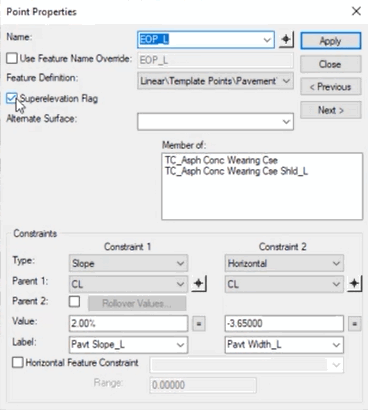 Point Properties
Name: EOP_L Apply
Use Feature Name Override: EOP_L Close
Feature Definition: Linear\Template Points\Pavement < Previous
Superelevation Flag Next >
Alternate Surface:
Member of:
TC_Asph Conc Wearing Cse
TC_Asph Conc Wearing Cse Shld_L
Constraints
Constraint 1 Constraint 2
Type: Slope Horizontal
Parent 1: CL CL
Parent 2: Rollover Values...
Value: 2.00% = -3.65000 =
Label: Pavt Slope_L Pavt Width_L
Horizontal Feature Constraint
Range: 0.00000